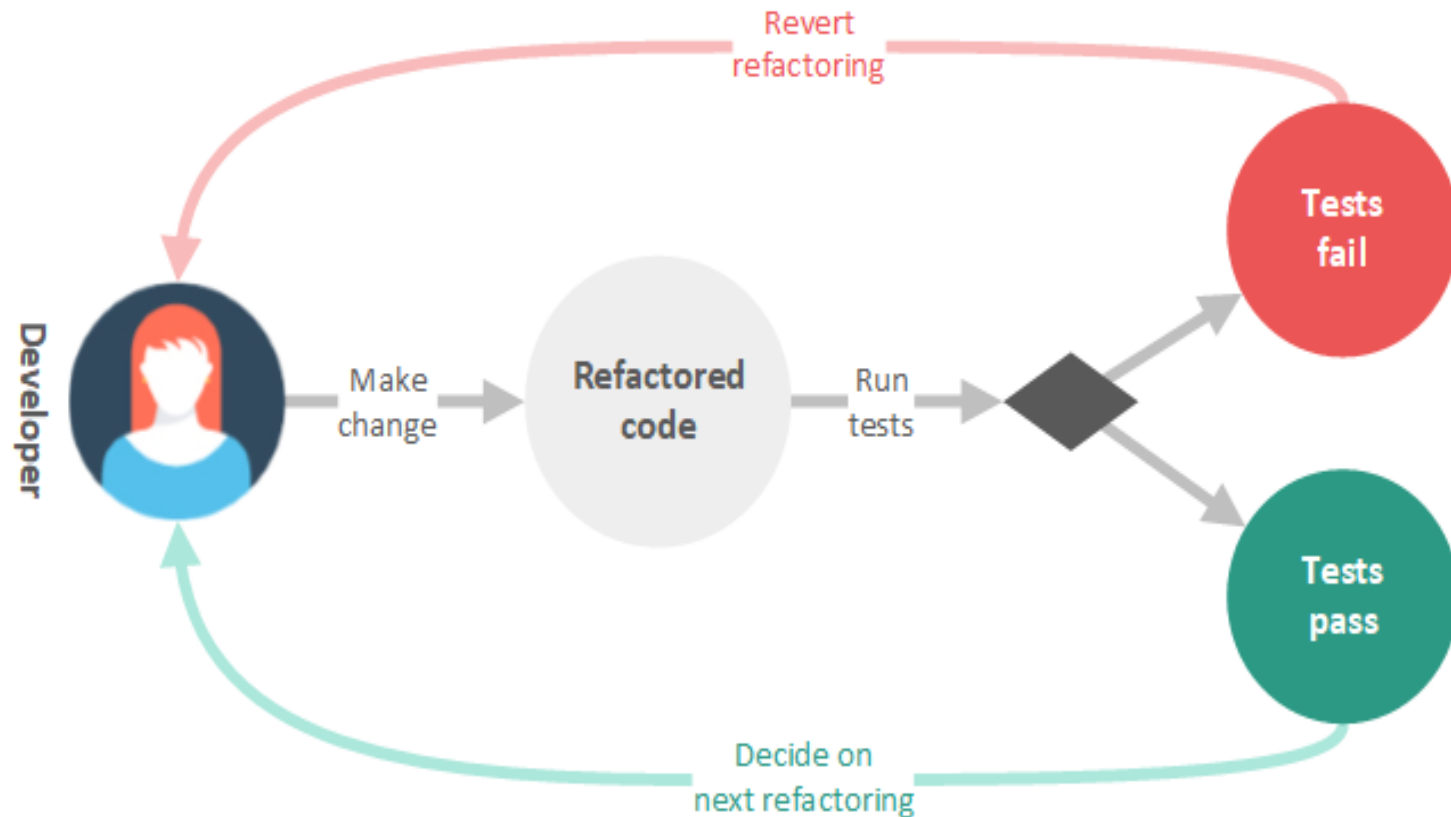 Revert
refactoring
Tests
fail
Developer
Make
change
Refactored
code
Run
tests
Tests
pass
Decide on
next refactoring